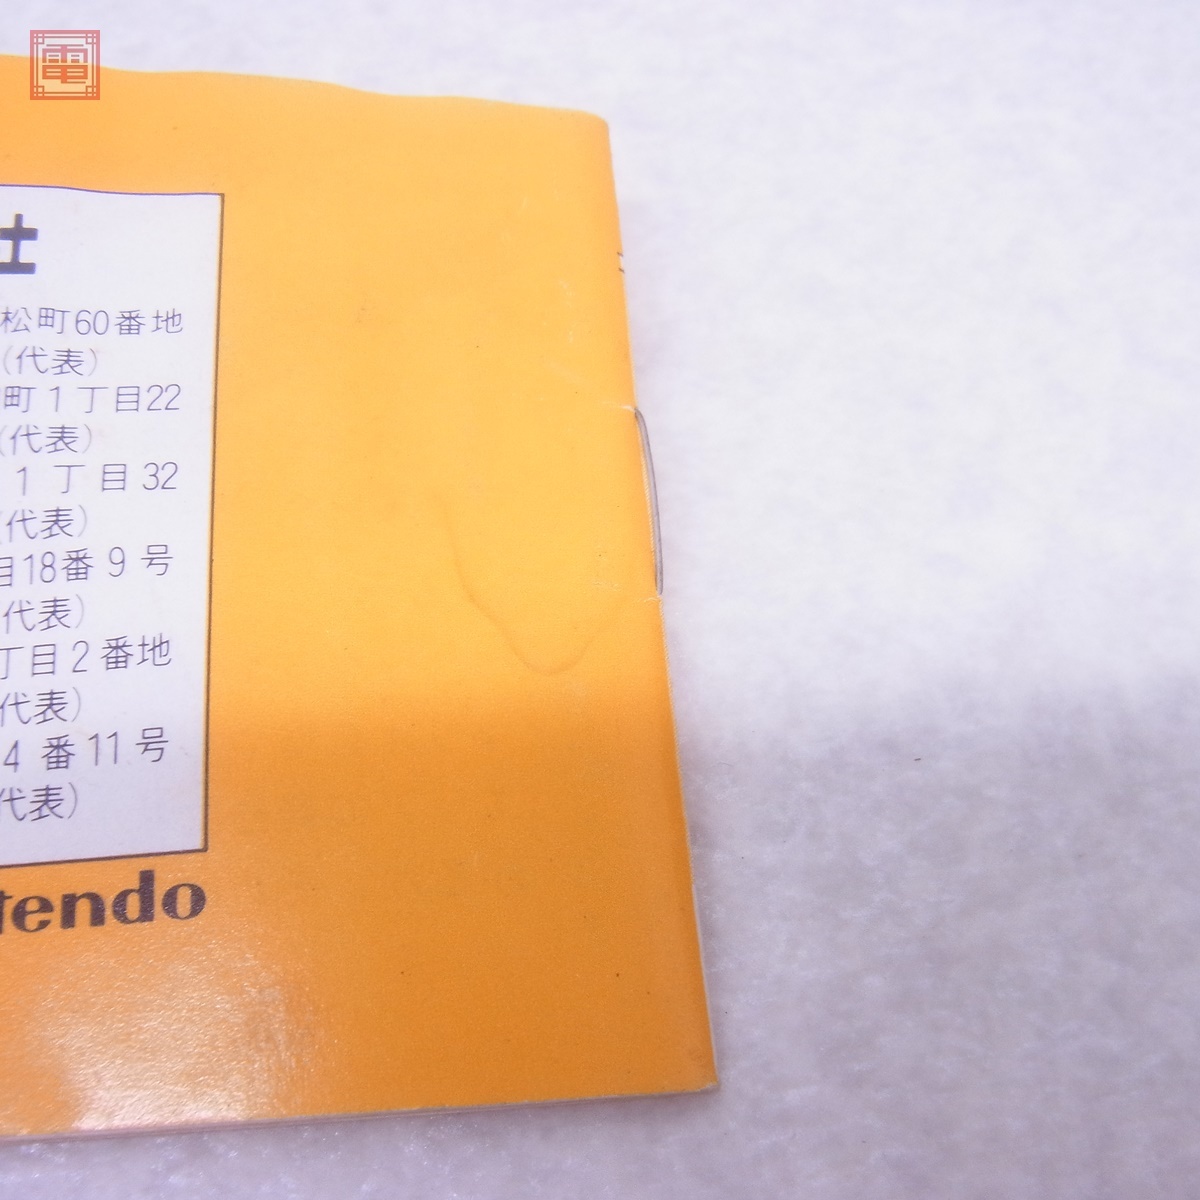 電
社
松町60番地
(代表)
町1丁目22
(代表)
1丁目32
(代表)
目18番9号
(代表)
丁目2番地
(代表)
4番11号
(代表)
tendo